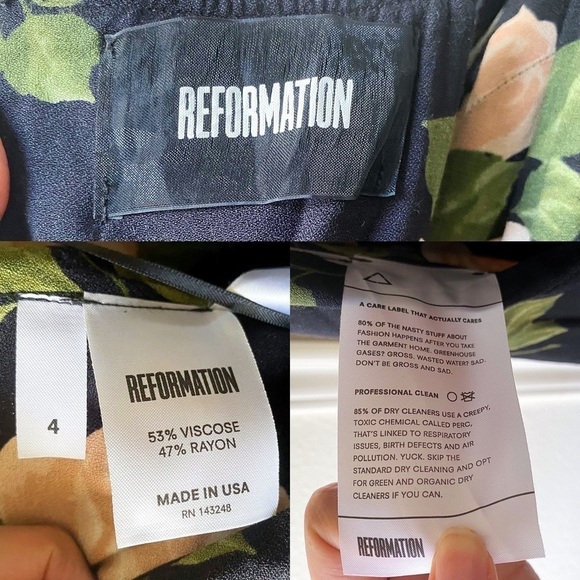 REFORMATION
4
REFORMATION
53% VISCOSE
47% RAYON
MADE IN USA
RN 143248
A CARE LABEL THAT ACTUALLY CARES
80% OF THE NASTY STUFF ABOUT
FASHION HAPPENS AFTER YOU TAKE
THE GARMENT HOME. GREENHOUSE
GASES? GROSS. WASTED WATER? SAD.
DON'T BE GROSS AND SAD.
PROFESSIONAL CLEAN
85% OF DRY CLEANERS USE A CREEPY,
TOXIC CHEMICAL CALLED PERC,
THAT'S LINKED TO RESPIRATORY
ISSUES, BIRTH DEFECTS AND AIR
POLLUTION. YUCK. SKIP THE
STANDARD DRY CLEANING AND OPT
FOR GREEN AND ORGANIC DRY
CLEANERS IF YOU CAN.
REFORMATION